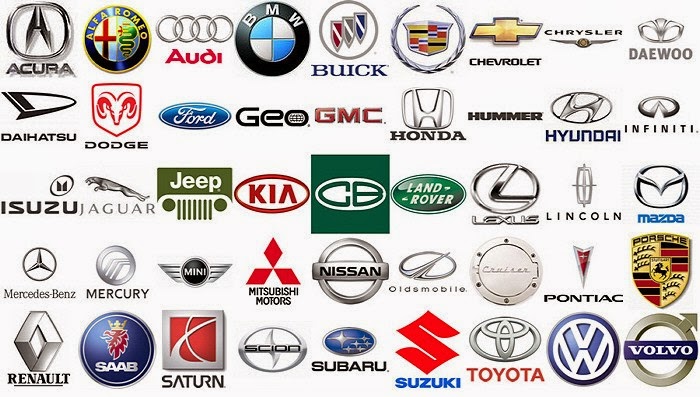 ACURA
ALFA ROMEO
Audi
BMW
BUICK
CHEVROLET
CHRYSLER
DAEWOO
DAIHATSU
DODGE
Ford
GEO
GMC
HONDA
HUMMER
HYUNDAI
INFINITI
ISUZU
JAGUAR
Jeep
KIA
LAND
ROVER
LEXUS
LINCOLN
mazda
Mercedes-Benz
MERCURY
MINI
MITSUBISHI
MOTORS
NISSAN
Oldsmobile
Cruiser
PONTIAC
PORSCHE
RENAULT
SAAB
SATURN
SCION
SUBARU
SUZUKI
TOYOTA
VOLVO